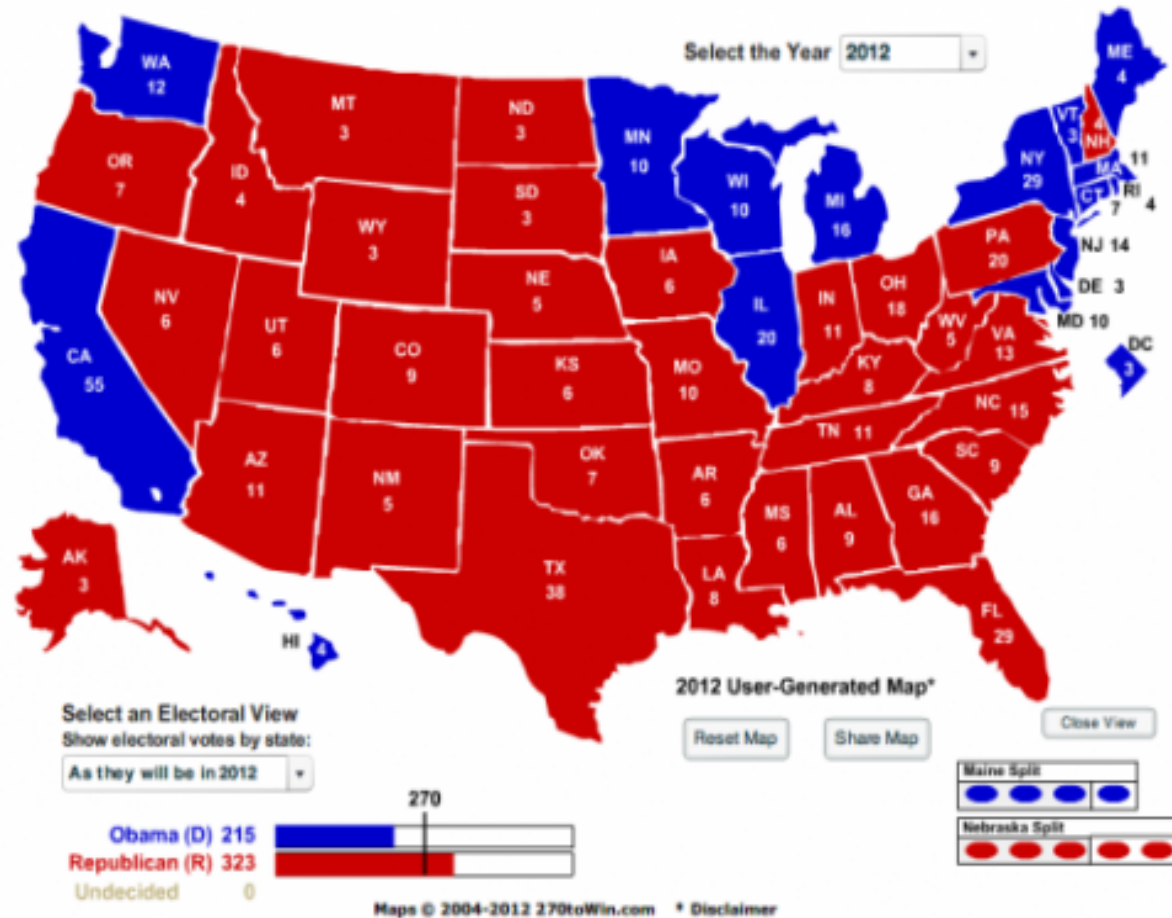 Select the Year 2012
WA
12
OR
7
CA
55
ID
4
NV
6
MT
3
WY
3
UT
6
AZ
11
CO
9
NM
5
ND
3
SD
3
NE
5
KS
6
OK
7
TX
38
MN
10
IA
6
MO
10
AR
6
LA
8
WI
10
IL
20
MI
16
IN
11
OH
18
KY
8
TN 11
MS
6
AL
9
GA
16
FL
29
SC
9
NC 15
VA
13
WV
5
PA
20
NY
29
VT
3
4
NH
ME
4
MA
11
CT
7
RI
4
NJ 14
DE 3
MD 10
DC
3
AK
3
HI
4
2012 User-Generated Map*
Reset Map
Share Map
Close View
Select an Electoral View
Show electoral votes by state:
As they will be in 2012
270
Obama (D) 215
Republican (R) 323
Undecided 0
Maine Split
Nebraska Split
Maps © 2004-2012 270toWin.com * Disclaimer